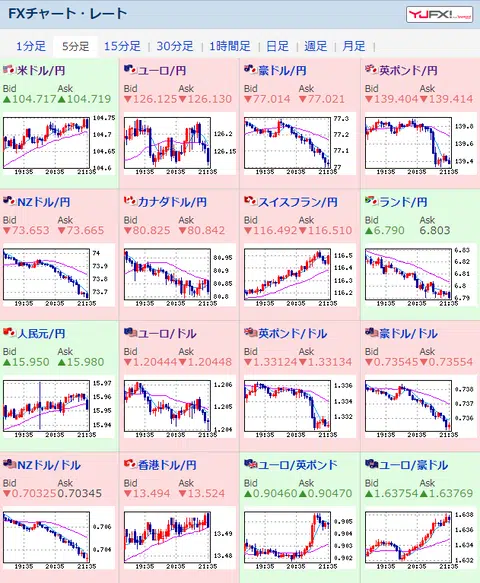 FXチャート・レート
YJFX!
1分足 5分足 15分足 30分足 1時間足 日足 週足 月足
米ドル/円 ユーロ/円 豪ドル/円 英ポンド/円
Bid Ask Bid Ask Bid Ask Bid Ask
▲104.717 ▲104.719 ▼126.125 ▼126.130 ▼77.014 ▼77.021 ▼139.404 ▼139.414
104.75
104.7
104.65
104.6
126.2
126.15
77.3
77.2
77.1
77
139.8
139.6
139.4
19:35 20:35 21:35 19:35 20:35 21:35 19:35 20:35 21:35 19:35 20:35 21:35
NZドル/円 カナダドル/円 スイスフラン/円 ランド/円
Bid Ask Bid Ask Bid Ask Bid Ask
▼73.653 ▼73.665 ▼80.825 ▼80.842 ▼116.492 ▼116.510 ▲6.790 6.803
74
73.9
73.8
73.7
80.95
80.9
80.85
80.8
116.5
116.4
116.3
116.2
6.83
6.82
6.81
6.8
6.79
19:35 20:35 21:35 19:35 20:35 21:35 19:35 20:35 21:35 19:35 20:35 21:35
人民元/円 ユーロ/ドル 英ポンド/ドル 豪ドル/ドル
Bid Ask Bid Ask Bid Ask Bid Ask
▲15.950 ▲15.980 ▼1.20444 ▼1.20448 ▼1.33124 ▼1.33134 ▼0.73545 ▼0.73554
15.97
15.96
15.95
15.94
1.206
1.205
1.204
1.336
1.334
1.332
0.738
0.737
0.736
19:35 20:35 21:35 19:35 20:35 21:35 19:35 20:35 21:35 19:35 20:35 21:35
NZドル/ドル 香港ドル/円 ユーロ/英ポンド ユーロ/豪ドル
Bid Ask Bid Ask Bid Ask Bid Ask
▼0.70325 0.70345 ▼13.494 ▼13.524 ▲0.90460 ▲0.90470 ▲1.63754 ▲1.63769
0.706
0.704
13.49
13.48
0.905
0.904
0.903
0.902
1.638
1.636
1.634
1.632
19:35 20:35 21:35 19:35 20:35 21:35 19:35 20:35 21:35 19:35 20:35 21:35